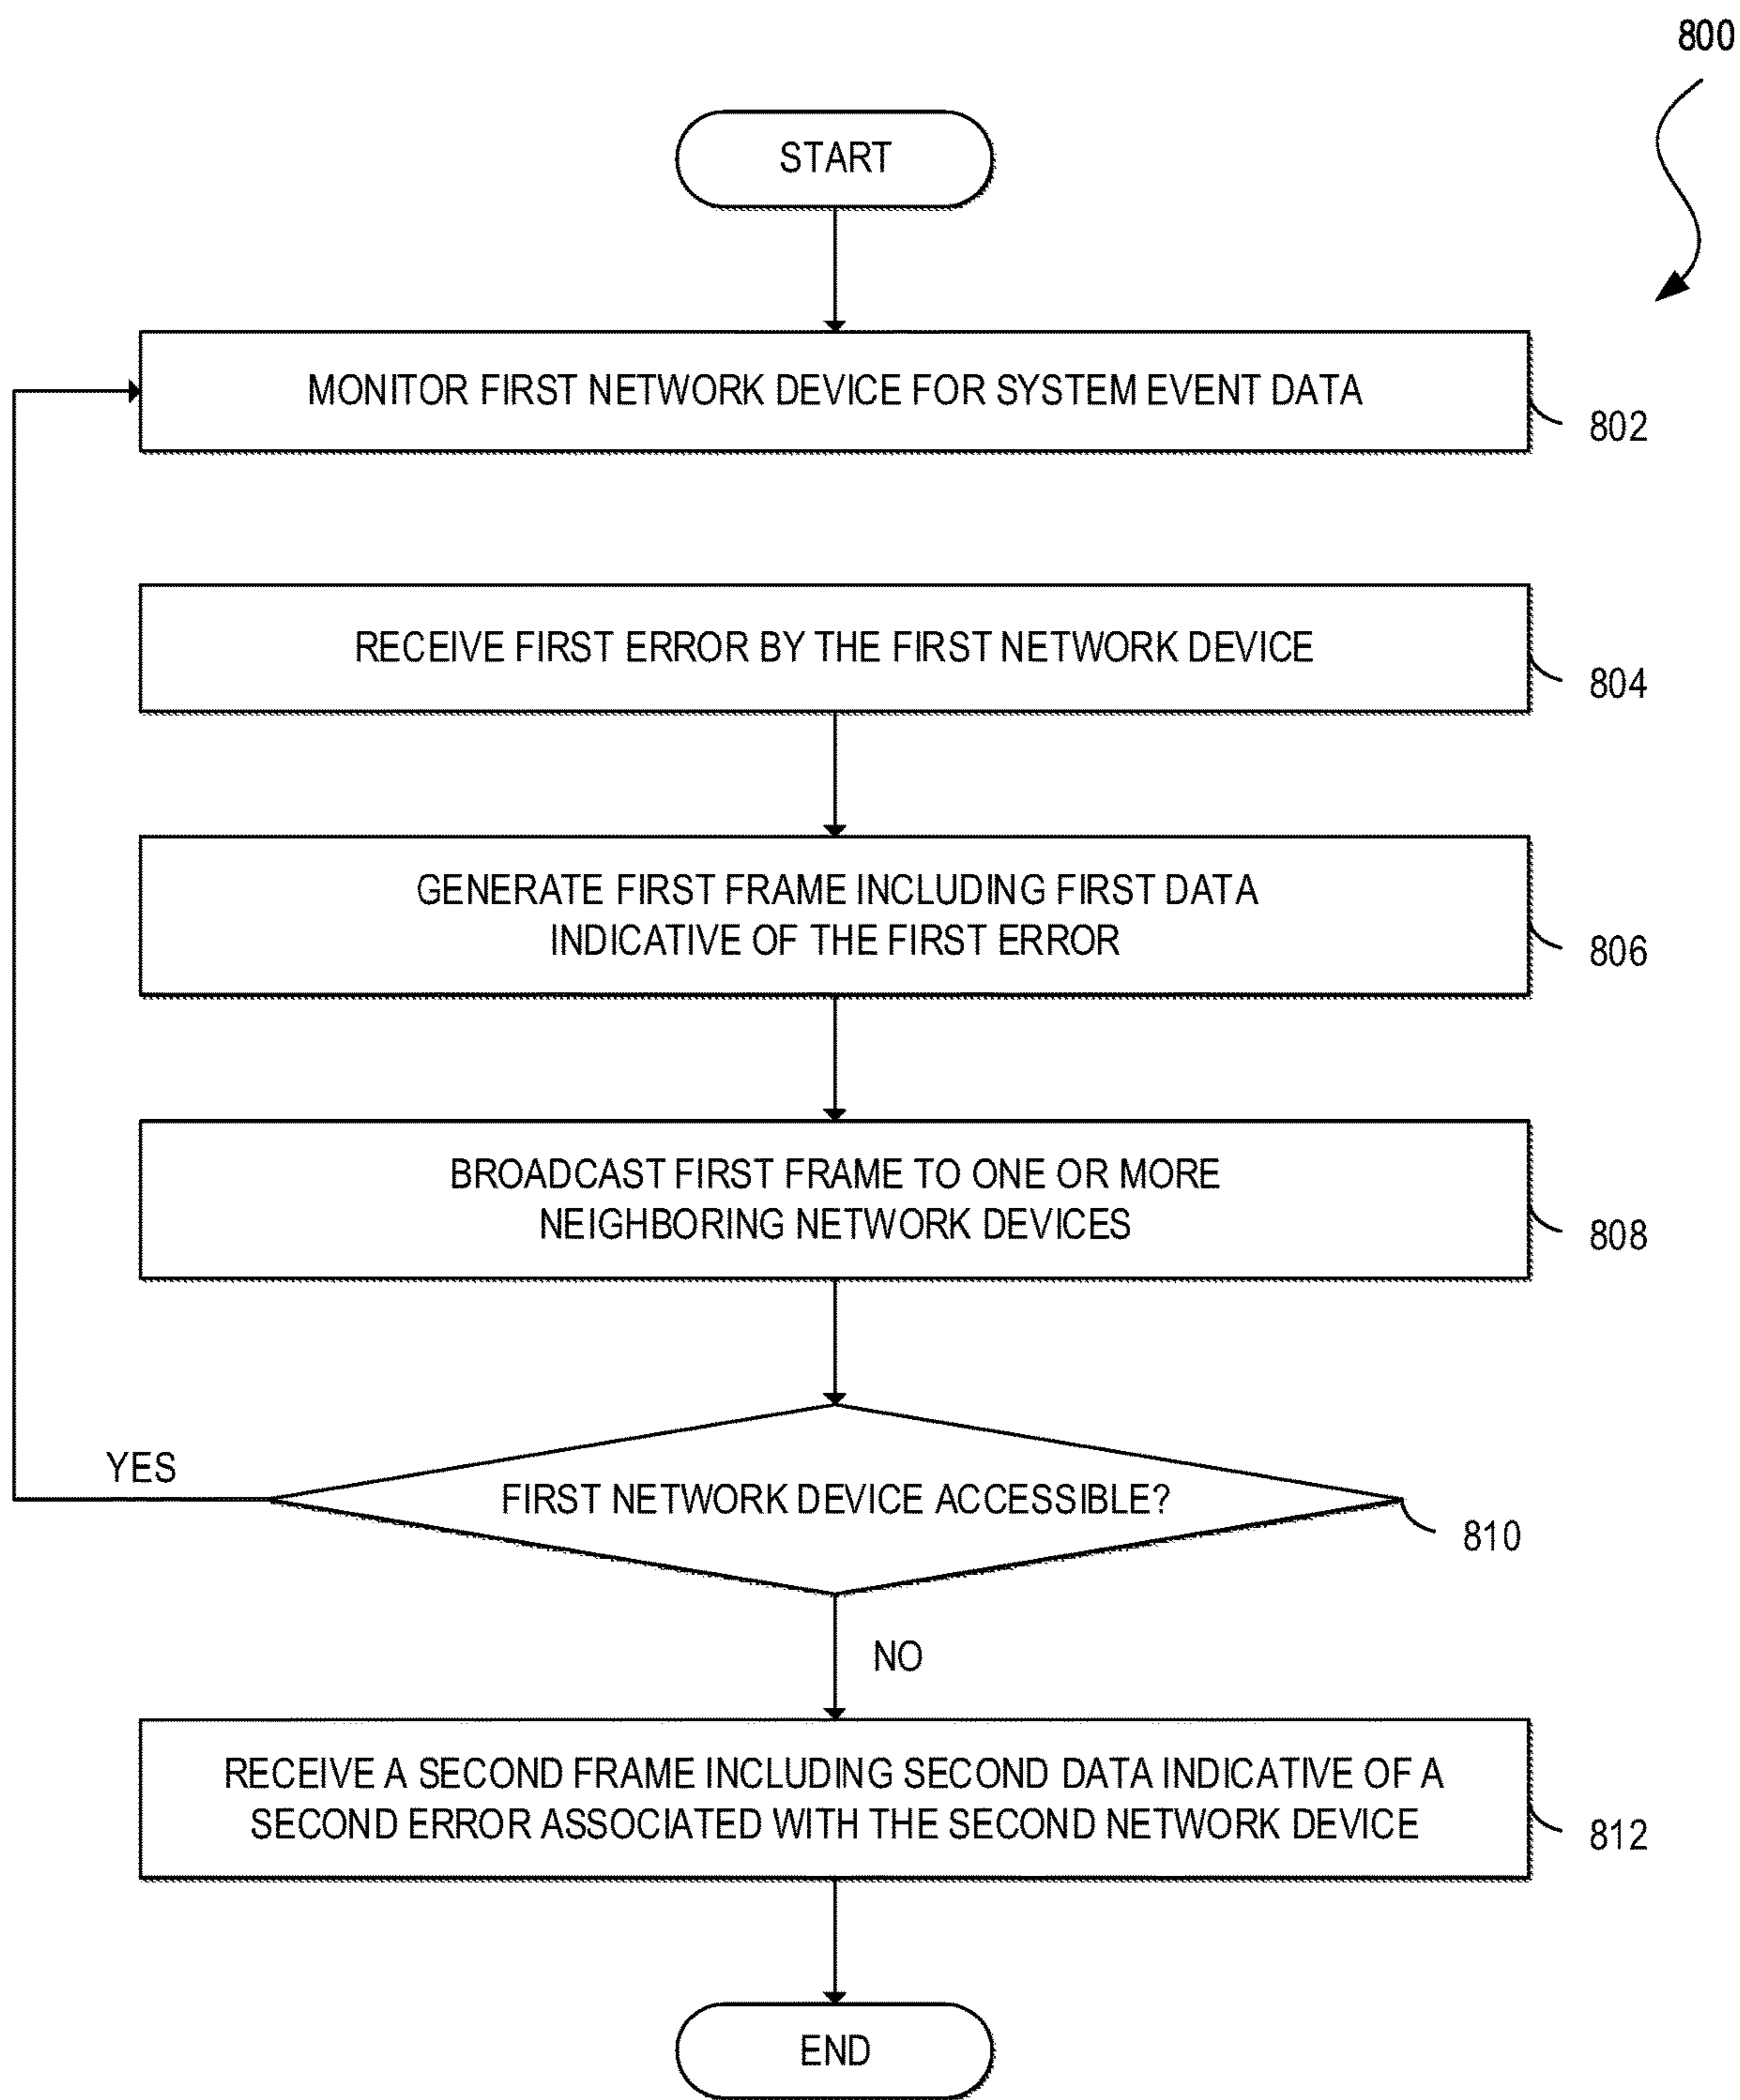 800
START
MONITOR FIRST NETWORK DEVICE FOR SYSTEM EVENT DATA
802
RECEIVE FIRST ERROR BY THE FIRST NETWORK DEVICE
804
GENERATE FIRST FRAME INCLUDING FIRST DATA
INDICATIVE OF THE FIRST ERROR
806
BROADCAST FIRST FRAME TO ONE OR MORE
NEIGHBORING NETWORK DEVICES
808
YES
FIRST NETWORK DEVICE ACCESSIBLE?
810
NO
RECEIVE A SECOND FRAME INCLUDING SECOND DATA INDICATIVE OF A
SECOND ERROR ASSOCIATED WITH THE SECOND NETWORK DEVICE
812
END